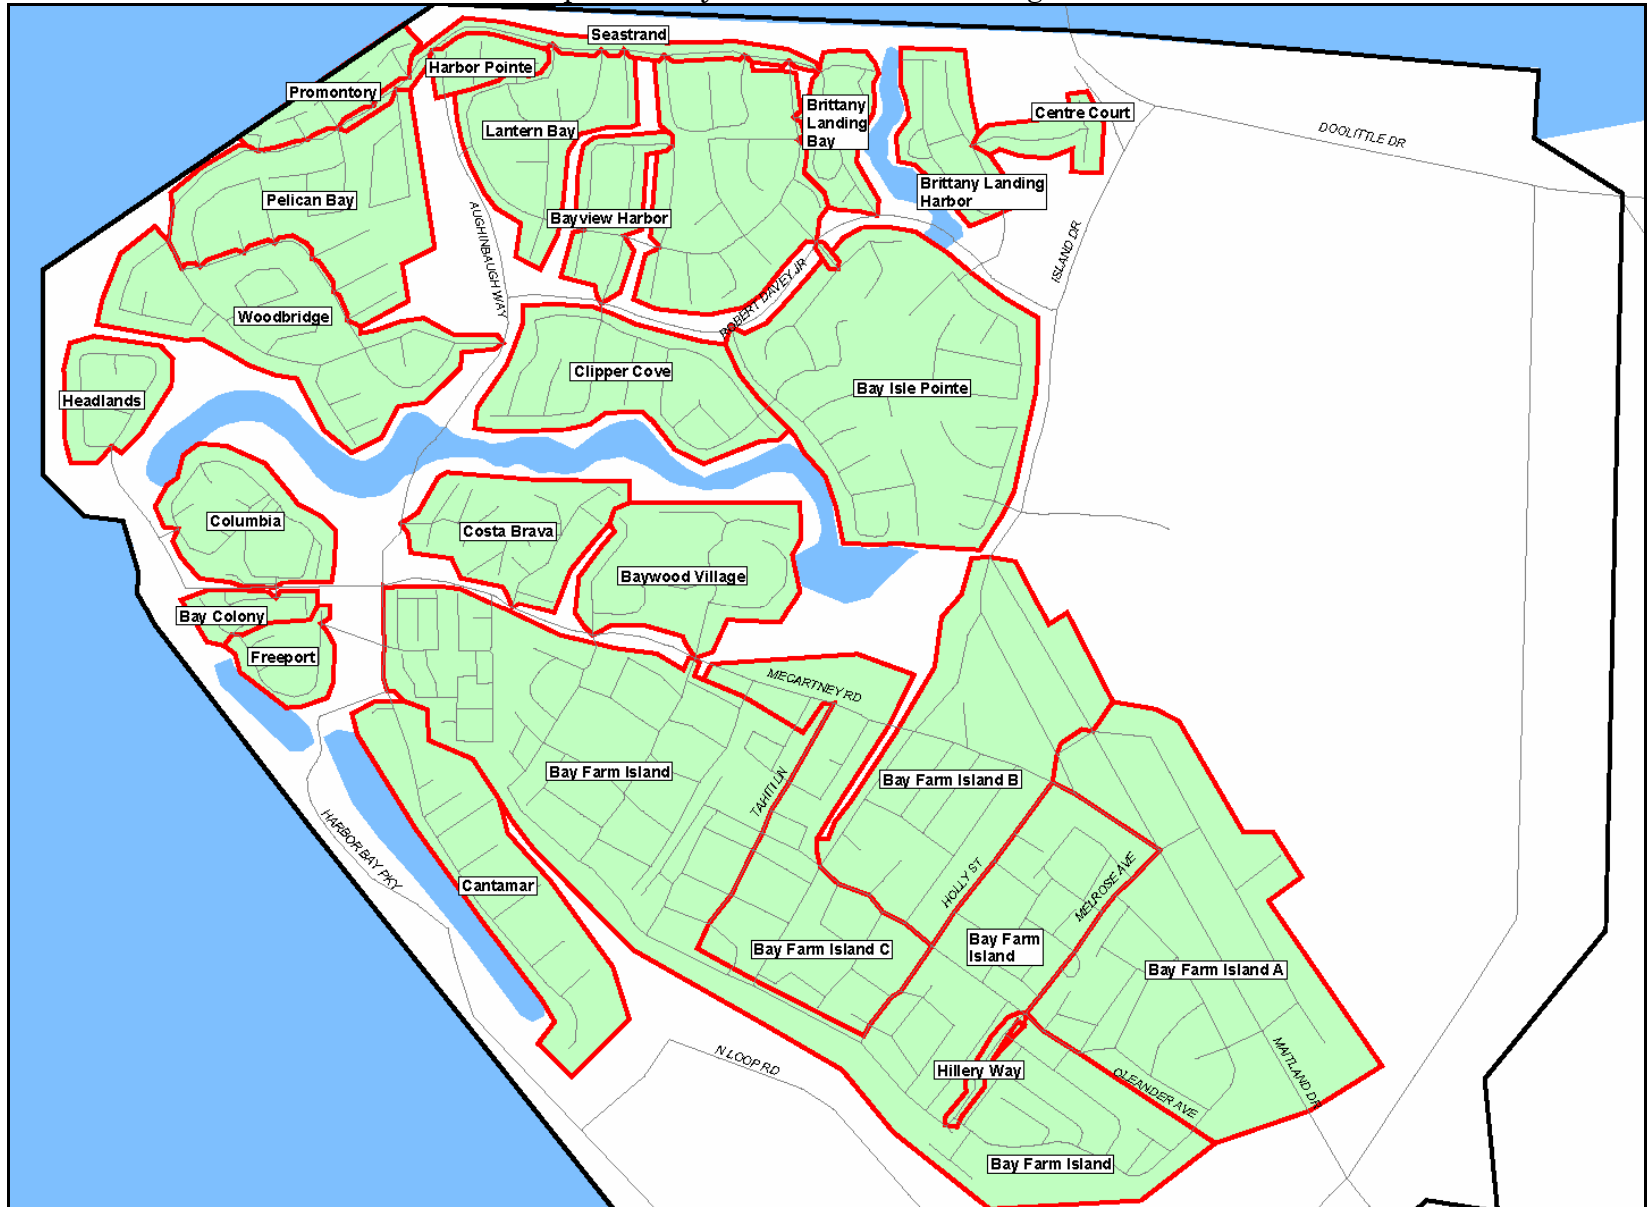 Seastrand
Harbor Pointe
Promontory
Brittany
Landing
Bay
Centre Court
Lantern Bay
DOOLITTLE DR
Brittany Landing
Harbor
Pelican Bay
Bayview Harbor
AUGHINBAUGH WAY
ISLAND DR
ROBERT DAVEY JR
Woodbridge
Clipper Cove
Bay Isle Pointe
Headlands
Columbia
Costa Brava
Baywood Village
Bay Colony
Freeport
MECARTNEY RD
Bay Farm Island
TAHITI LN
Bay Farm Island B
HARBOR BAY PKY
Cantamar
HOLLY ST
MELROSE AVE
Bay Farm Island C
Bay Farm
Island
Bay Farm Island A
N LOOP RD
Hillery Way
OLEANDER AVE
MAITLAND DR
Bay Farm Island